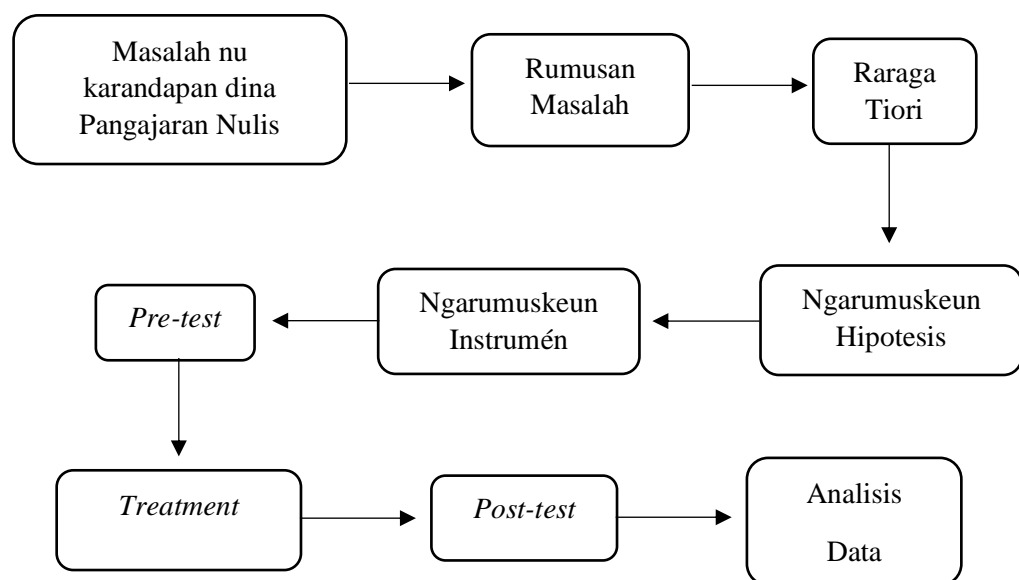 Masalah nu
karandapan dina
Pangajaran Nulis
Rumusan
Masalah
Raraga
Tiori
Ngarumuskeun
Hipotesis
Ngarumuskeun
Instrumén
Pre-test
Treatment
Post-test
Analisis
Data